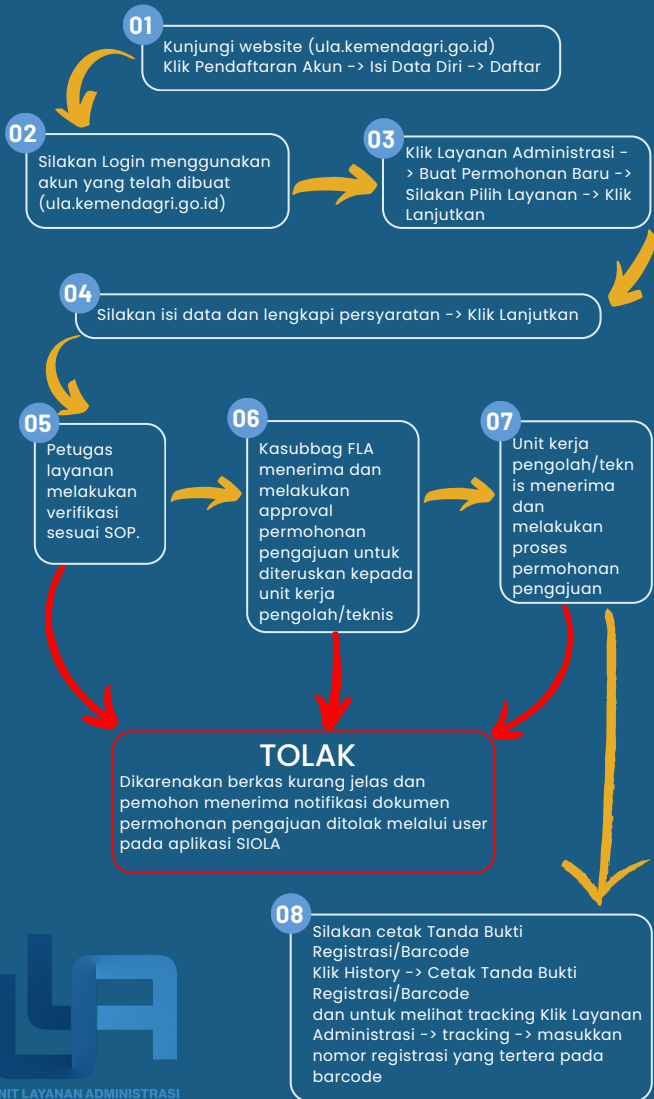 01
Kunjungi website (ula.kemendagri.go.id)
Klik Pendaftaran Akun -> Isi Data Diri -> Daftar
02
Silakan Login menggunakan
akun yang telah dibuat
(ula.kemendagri.go.id)
03
Klik Layanan Administrasi -
> Buat Permohonan Baru ->
Silakan Pilih Layanan -> Klik
Lanjutkan
04
Silakan isi data dan lengkapi persyaratan -> Klik Lanjutkan
05
Petugas
layanan
melakukan
verifikasi
sesuai SOP.
06
Kasubbag FLA
menerima dan
melakukan
approval
permohonan
pengajuan untuk
diteruskan kepada
unit kerja
pengolah/teknis
07
Unit kerja
pengolah/tekn
is menerima
dan
melakukan
proses
permohonan
pengajuan
TOLAK
Dikarenakan berkas kurang jelas dan
pemohon menerima notifikasi dokumen
permohonan pengajuan ditolak melalui user
pada aplikasi SIOLA
08
Silakan cetak Tanda Bukti
Registrasi/Barcode
Klik History -> Cetak Tanda Bukti
Registrasi/Barcode
dan untuk melihat tracking Klik Layanan
Administrasi -> tracking -> masukkan
nomor registrasi yang tertera pada
barcode
ULA
NIT LAYANAN ADMINISTRASI